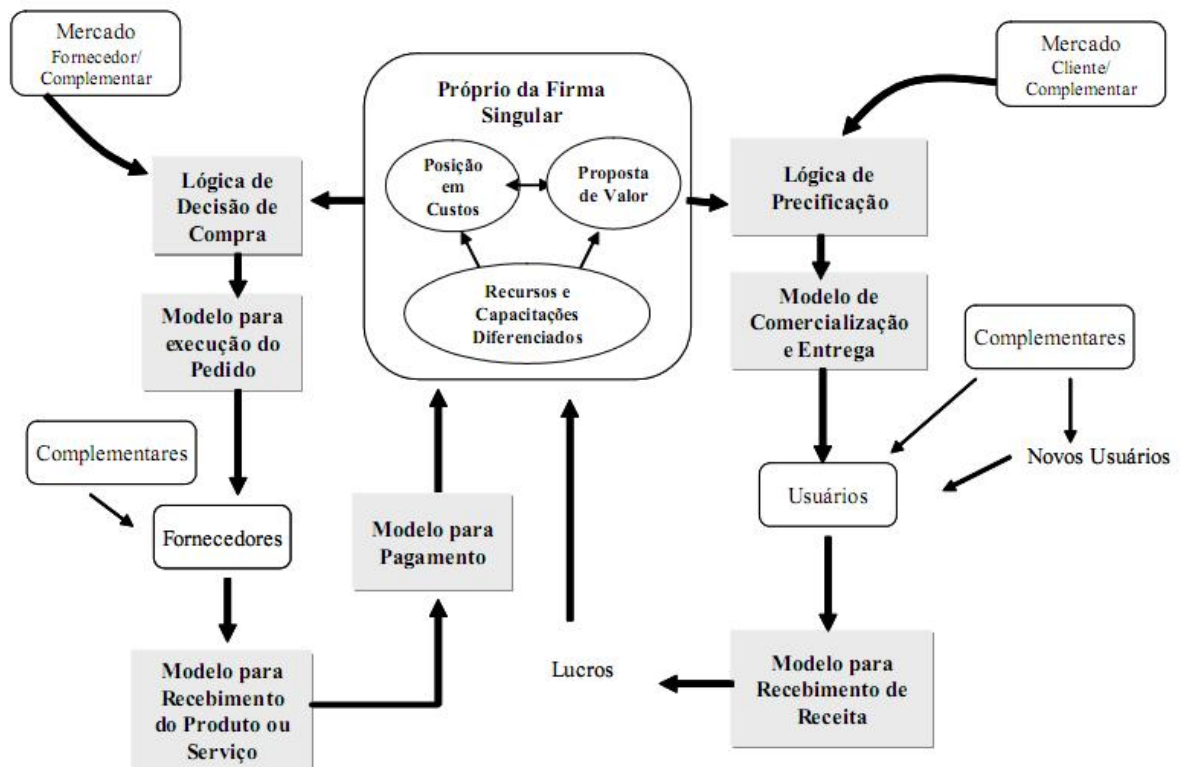 Mercado
Fornecedor/
Complementar
Próprio da Firma
Singular
Posição
em
Custos
Proposta
de Valor
Recursos e
Capacitações
Diferenciados
Mercado
Cliente/
Complementar
Lógica de
Decisão de
Compra
Lógica de
Precificação
Modelo para
execução do
Pedido
Modelo de
Comercialização
e Entrega
Complementares
Complementares
Novos Usuários
Fornecedores
Usuários
Modelo para
Pagamento
Modelo para
Recebimento
do Produto ou
Serviço
Lucros
Modelo para
Recebimento de
Receita